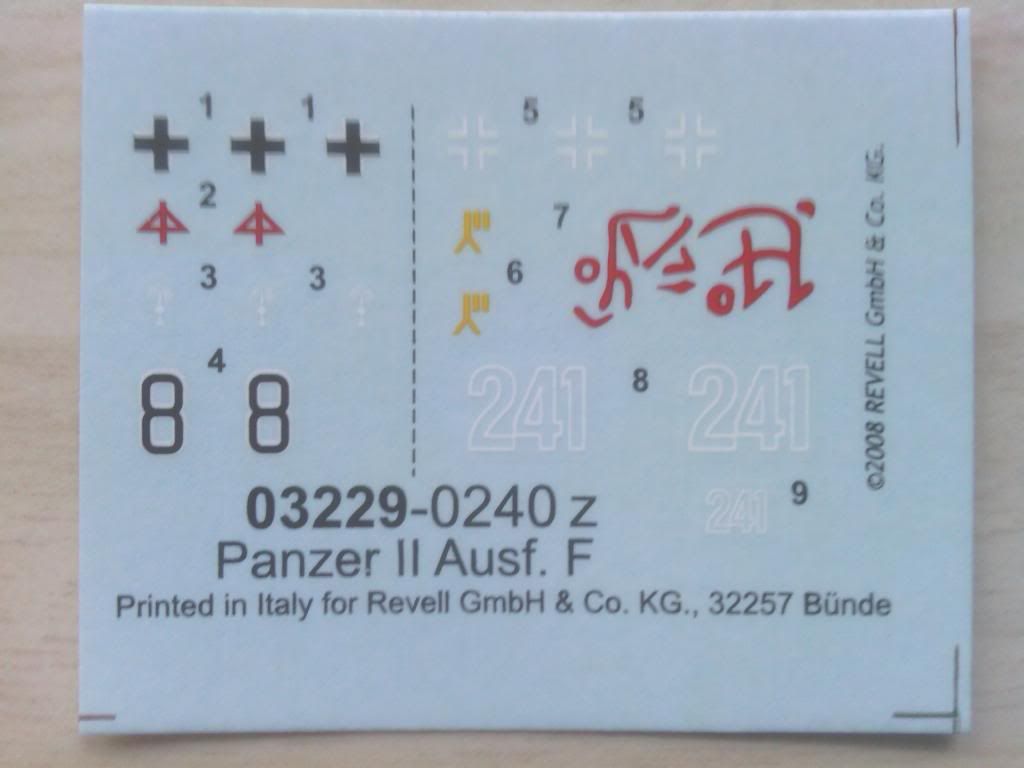 1 1 5 5
2 7
3 3 6
4 8
8 8 241 241
9
241
03229-0240 z
Panzer II Ausf. F
Printed in Italy for Revell GmbH & Co. KG., 32257 Bünde
©2008 REVELL GmbH & Co. KG.